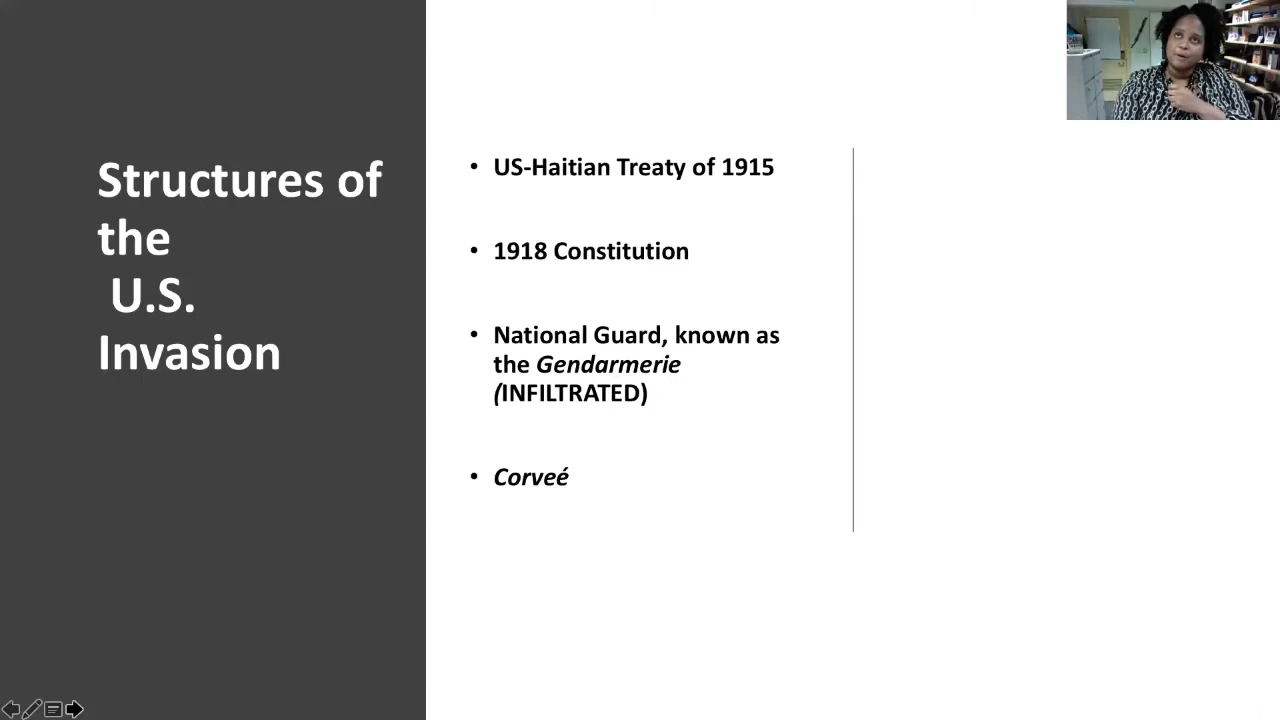 Structures of
the
U.S.
Invasion
• US-Haitian Treaty of 1915
• 1918 Constitution
• National Guard, known as
the Gendarmerie
(INFILTRATED)
• Corveé